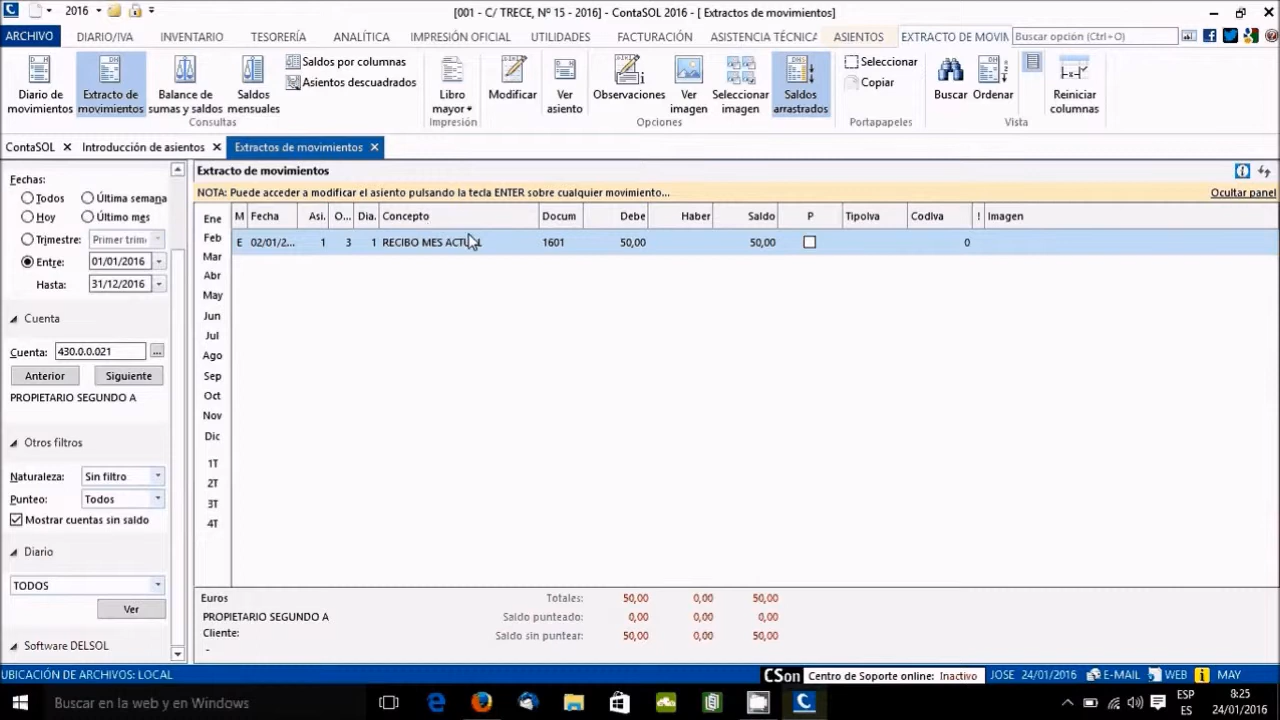 2016
[001 - C/ TRECE, Nº 15 - 2016] - ContaSOL 2016 - [ Extractos de movimientos]
ARCHIVO DIARIO/IVA INVENTARIO TESORERÍA ANALÍTICA IMPRESIÓN OFICIAL UTILIDADES FACTURACIÓN ASISTENCIA TÉCNICA ASIENTOS EXTRACTO DE MOVIM Buscar opción (Ctrl+O)
Diario de movimientos
Extracto de movimientos
Balance de sumas y saldos
Saldos mensuales
Saldos por columnas
Asientos descuadrados
Consultas
Libro mayor
Impresión
Modificar
Ver asiento
Observaciones
Ver imagen
Seleccionar imagen
Saldos arrastrados
Opciones
Seleccionar
Copiar
Portapapeles
Buscar
Ordenar
Reiniciar columnas
Vista
ContaSOL Introducción de asientos Extractos de movimientos
Fechas:
Todos Última semana
Hoy Último mes
Trimestre: Primer trim
Entre: 01/01/2016
Hasta: 31/12/2016
Cuenta
Cuenta: 430.0.0.021 ...
Anterior Siguiente
PROPIETARIO SEGUNDO A
Otros filtros
Naturaleza: Sin filtro
Punteo: Todos
Mostrar cuentas sin saldo
Diario
TODOS
Ver
Software DELSOL
Extracto de movimientos
NOTA: Puede acceder a modificar el asiento pulsando la tecla ENTER sobre cualquier movimiento...
Ocultar panel
M Fecha Asi. O... Dia. Concepto Docum Debe Haber Saldo P TipoIva CodIva ! Imagen
E 02/01/2... 1 3 1 RECIBO MES ACTUAL 1601 50,00 50,00 0
Ene
Feb
Mar
Abr
May
Jun
Jul
Ago
Sep
Oct
Nov
Dic
1T
2T
3T
4T
Euros Totales: 50,00 0,00 50,00
PROPIETARIO SEGUNDO A Saldo punteado: 0,00 0,00 0,00
Cliente: Saldo sin puntear: 50,00 0,00 50,00
-
UBICACIÓN DE ARCHIVOS: LOCAL CSon Centro de Soporte online: Inactivo JOSE 24/01/2016 E-MAIL WEB MAY
Buscar en la web y en Windows
ESP
ES
8:25
24/01/2016